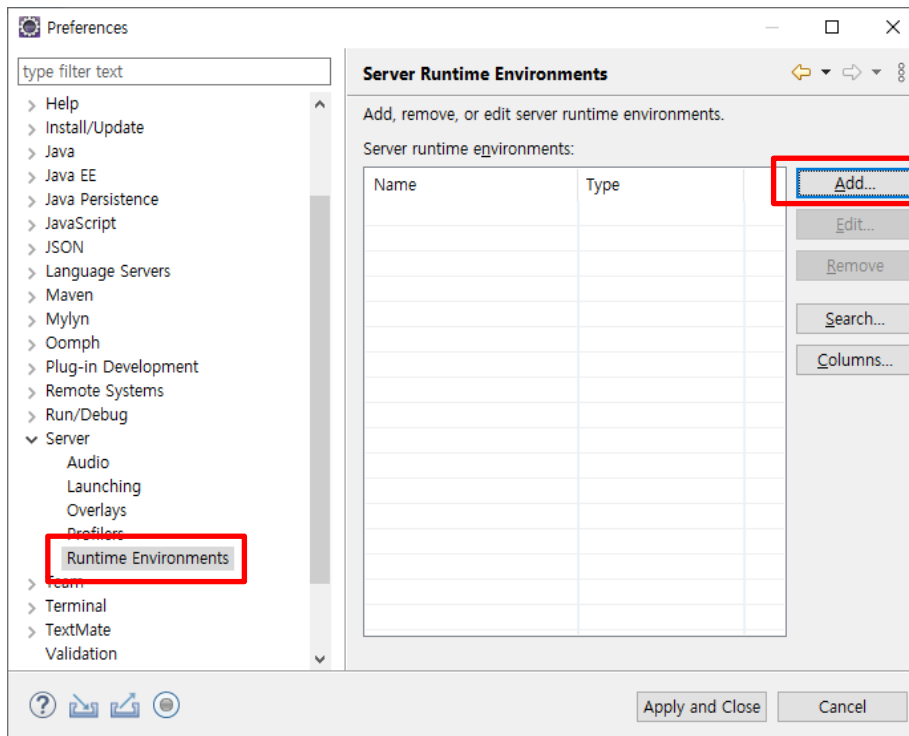 Preferences
type filter text
Help
Install/Update
Java
Java EE
Java Persistence
JavaScript
JSON
Language Servers
Maven
Mylyn
Oomph
Plug-in Development
Remote Systems
Run/Debug
Server
Audio
Launching
Overlays
Profilers
Runtime Environments
Team
Terminal
TextMate
Validation
Server Runtime Environments
Add, remove, or edit server runtime environments.
Server runtime environments:
Name Type
Add...
Edit...
Remove
Search...
Columns...
Apply and Close Cancel